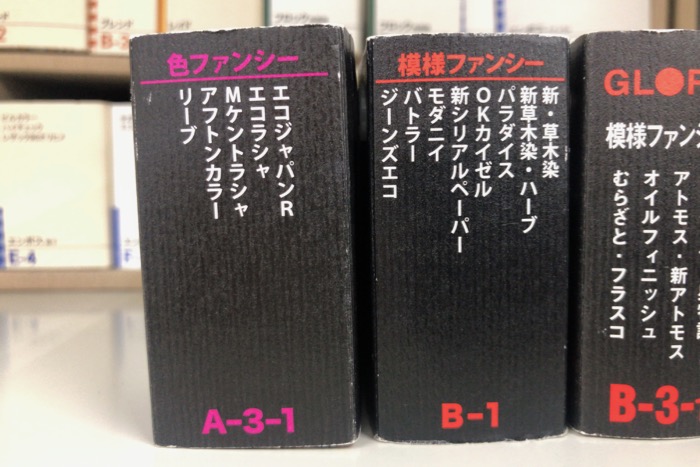 色ファンシー
エコジャパンR
エコラシャ
Mケントラシャ
アフトンカラー
リーブ
A-3-1
模様ファンシー
新・草木染
新草木染・ハーブ
パラダイス
OKカイゼル
新シリアルペーパー
モダニイ
バトラー
ジーンズエコ
B-1
模様ファン
アトモス・新アトモス
オイルフィニッシュ
むらざと・フラスコ
B-3-
E-4